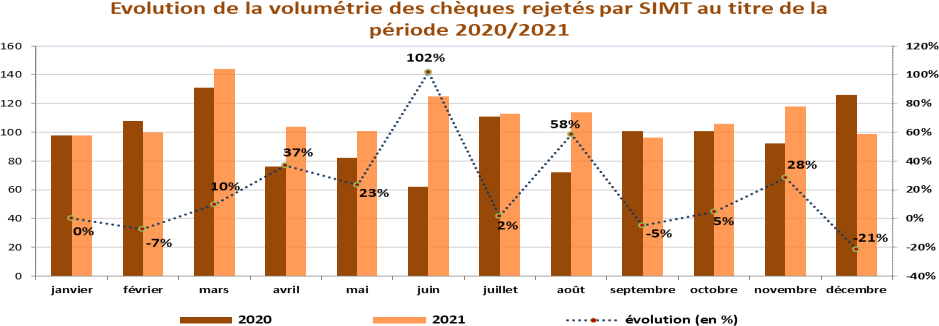 Evolution de la volumétrie des chèques rejetés par SIMT au titre de la
période 2020/2021
160 120%
140 102% 100%
120 80%
100 58% 60%
80 37% 40%
60 10% 23% 28% 20%
40 0% -7% 2% -5% 5% 0%
20 -21% -20%
0 -40%
janvier février mars avril mai juin juillet août septembre octobre novembre décembre
2020 2021 évolution (en %)